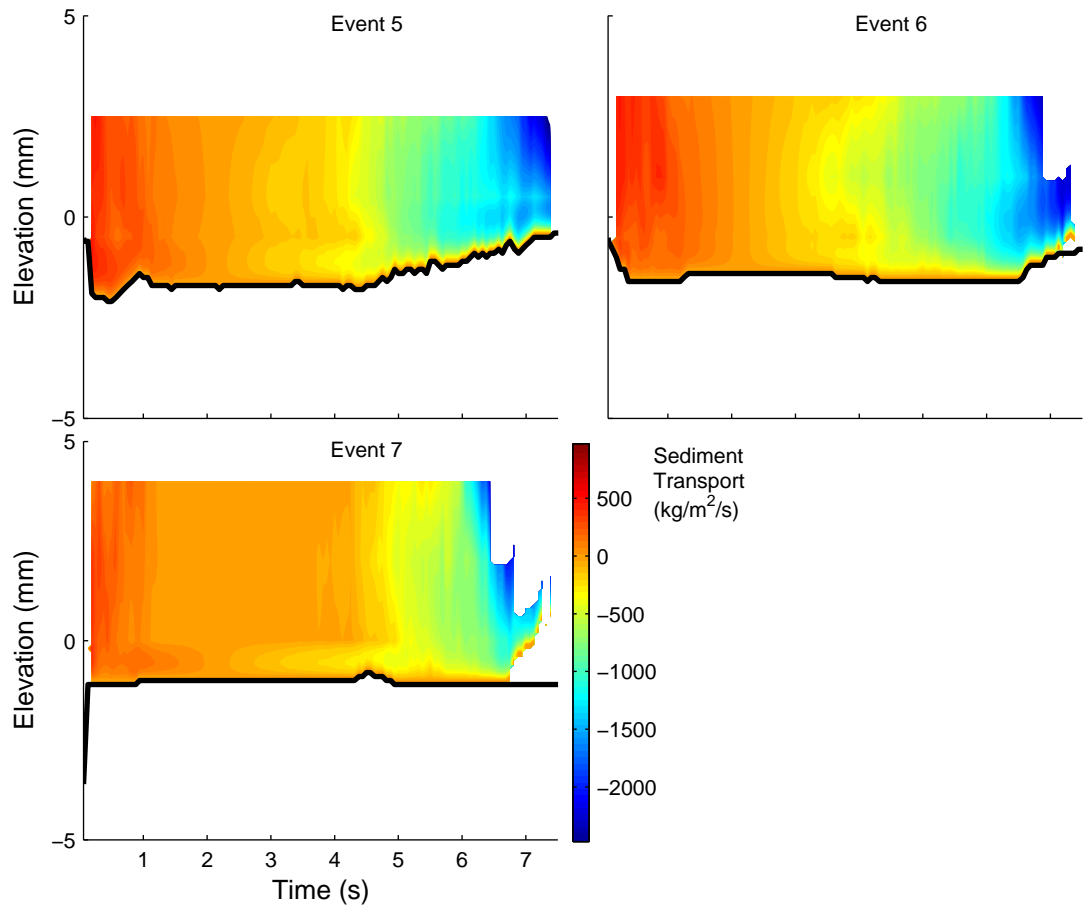 Event 5
Event 6
5
0
−5
Elevation (mm)
Event 7
5
0
−5
Elevation (mm)
1 2 3 4 5 6 7
Time (s)
Sediment
Transport
(kg/m²/s)
500
0
−500
−1000
−1500
−2000